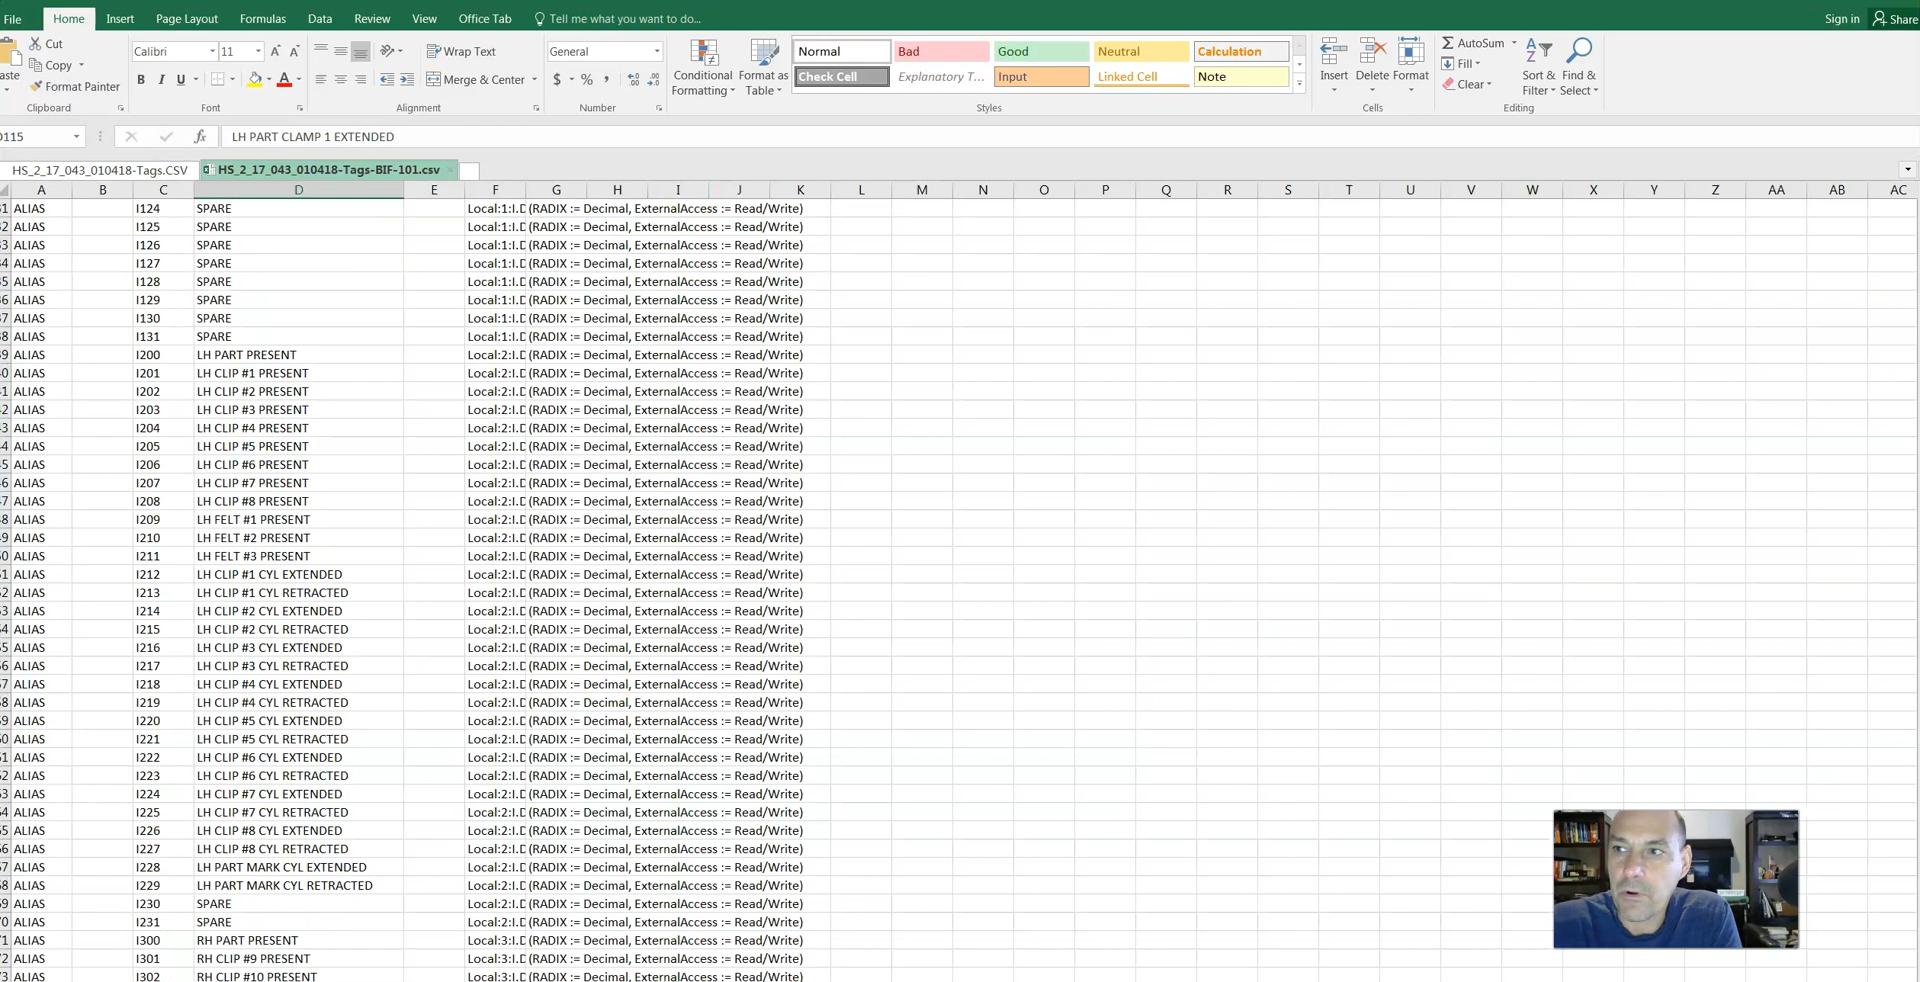 File Home Insert Page Layout Formulas Data Review View Office Tab Tell me what you want to do... Sign in Share
Cut
Copy
Format Painter
Clipboard
Calibri 11 A A
B I U A
Font
Wrap Text
Merge & Center
Alignment
General
$ % ,
Number
Conditional Formatting
Format as Table
Normal Bad Good Neutral Calculation
Check Cell Explanatory T... Input Linked Cell Note
Styles
Insert Delete Format
Cells
AutoSum
Fill
Clear
Sort & Filter
Find & Select
Editing
fx LH PART CLAMP 1 EXTENDED
HS_2_17_043_010418-Tags.CSV HS_2_17_043_010418-Tags-BIF-101.csv
A B C D E F G H I J K L M N O P Q R S T U V W X Y Z AA AB AC
ALIAS I124 SPARE Local:1:I.D (RADIX := Decimal, ExternalAccess := Read/Write)
ALIAS I125 SPARE Local:1:I.D (RADIX := Decimal, ExternalAccess := Read/Write)
ALIAS I126 SPARE Local:1:I.D (RADIX := Decimal, ExternalAccess := Read/Write)
ALIAS I127 SPARE Local:1:I.D (RADIX := Decimal, ExternalAccess := Read/Write)
ALIAS I128 SPARE Local:1:I.D (RADIX := Decimal, ExternalAccess := Read/Write)
ALIAS I129 SPARE Local:1:I.D (RADIX := Decimal, ExternalAccess := Read/Write)
ALIAS I130 SPARE Local:1:I.D (RADIX := Decimal, ExternalAccess := Read/Write)
ALIAS I131 SPARE Local:1:I.D (RADIX := Decimal, ExternalAccess := Read/Write)
ALIAS I200 LH PART PRESENT Local:2:I.D (RADIX := Decimal, ExternalAccess := Read/Write)
ALIAS I201 LH CLIP #1 PRESENT Local:2:I.D (RADIX := Decimal, ExternalAccess := Read/Write)
ALIAS I202 LH CLIP #2 PRESENT Local:2:I.D (RADIX := Decimal, ExternalAccess := Read/Write)
ALIAS I203 LH CLIP #3 PRESENT Local:2:I.D (RADIX := Decimal, ExternalAccess := Read/Write)
ALIAS I204 LH CLIP #4 PRESENT Local:2:I.D (RADIX := Decimal, ExternalAccess := Read/Write)
ALIAS I205 LH CLIP #5 PRESENT Local:2:I.D (RADIX := Decimal, ExternalAccess := Read/Write)
ALIAS I206 LH CLIP #6 PRESENT Local:2:I.D (RADIX := Decimal, ExternalAccess := Read/Write)
ALIAS I207 LH CLIP #7 PRESENT Local:2:I.D (RADIX := Decimal, ExternalAccess := Read/Write)
ALIAS I208 LH CLIP #8 PRESENT Local:2:I.D (RADIX := Decimal, ExternalAccess := Read/Write)
ALIAS I209 LH FELT #1 PRESENT Local:2:I.D (RADIX := Decimal, ExternalAccess := Read/Write)
ALIAS I210 LH FELT #2 PRESENT Local:2:I.D (RADIX := Decimal, ExternalAccess := Read/Write)
ALIAS I211 LH FELT #3 PRESENT Local:2:I.D (RADIX := Decimal, ExternalAccess := Read/Write)
ALIAS I212 LH CLIP #1 CYL EXTENDED Local:2:I.D (RADIX := Decimal, ExternalAccess := Read/Write)
ALIAS I213 LH CLIP #1 CYL RETRACTED Local:2:I.D (RADIX := Decimal, ExternalAccess := Read/Write)
ALIAS I214 LH CLIP #2 CYL EXTENDED Local:2:I.D (RADIX := Decimal, ExternalAccess := Read/Write)
ALIAS I215 LH CLIP #2 CYL RETRACTED Local:2:I.D (RADIX := Decimal, ExternalAccess := Read/Write)
ALIAS I216 LH CLIP #3 CYL EXTENDED Local:2:I.D (RADIX := Decimal, ExternalAccess := Read/Write)
ALIAS I217 LH CLIP #3 CYL RETRACTED Local:2:I.D (RADIX := Decimal, ExternalAccess := Read/Write)
ALIAS I218 LH CLIP #4 CYL EXTENDED Local:2:I.D (RADIX := Decimal, ExternalAccess := Read/Write)
ALIAS I219 LH CLIP #4 CYL RETRACTED Local:2:I.D (RADIX := Decimal, ExternalAccess := Read/Write)
ALIAS I220 LH CLIP #5 CYL EXTENDED Local:2:I.D (RADIX := Decimal, ExternalAccess := Read/Write)
ALIAS I221 LH CLIP #5 CYL RETRACTED Local:2:I.D (RADIX := Decimal, ExternalAccess := Read/Write)
ALIAS I222 LH CLIP #6 CYL EXTENDED Local:2:I.D (RADIX := Decimal, ExternalAccess := Read/Write)
ALIAS I223 LH CLIP #6 CYL RETRACTED Local:2:I.D (RADIX := Decimal, ExternalAccess := Read/Write)
ALIAS I224 LH CLIP #7 CYL EXTENDED Local:2:I.D (RADIX := Decimal, ExternalAccess := Read/Write)
ALIAS I225 LH CLIP #7 CYL RETRACTED Local:2:I.D (RADIX := Decimal, ExternalAccess := Read/Write)
ALIAS I226 LH CLIP #8 CYL EXTENDED Local:2:I.D (RADIX := Decimal, ExternalAccess := Read/Write)
ALIAS I227 LH CLIP #8 CYL RETRACTED Local:2:I.D (RADIX := Decimal, ExternalAccess := Read/Write)
ALIAS I228 LH PART MARK CYL EXTENDED Local:2:I.D (RADIX := Decimal, ExternalAccess := Read/Write)
ALIAS I229 LH PART MARK CYL RETRACTED Local:2:I.D (RADIX := Decimal, ExternalAccess := Read/Write)
ALIAS I230 SPARE Local:2:I.D (RADIX := Decimal, ExternalAccess := Read/Write)
ALIAS I231 SPARE Local:2:I.D (RADIX := Decimal, ExternalAccess := Read/Write)
ALIAS I300 RH PART PRESENT Local:3:I.D (RADIX := Decimal, ExternalAccess := Read/Write)
ALIAS I301 RH CLIP #9 PRESENT Local:3:I.D (RADIX := Decimal, ExternalAccess := Read/Write)
ALIAS I302 RH CLIP #10 PRESENT Local:3:I.D (RADIX := Decimal, ExternalAccess := Read/Write)